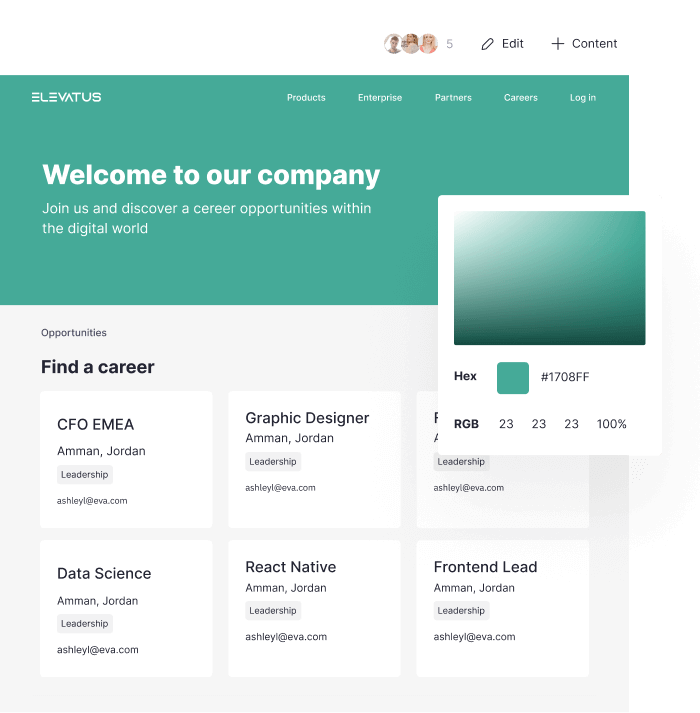 5 Edit Content
ELEVATUS Products Enterprise Partners Careers Log in
Welcome to our company
Join us and discover a cereer opportunities within
the digital world
Opportunities
Find a career
Hex #1708FF
RGB 23 23 23 100%
CFO EMEA
Amman, Jordan
Leadership
ashleyl@eva.com
Graphic Designer
Amman, Jordan
Leadership
ashleyl@eva.com
Leadership
ashleyl@eva.com
Data Science
Amman, Jordan
Leadership
ashleyl@eva.com
React Native
Amman, Jordan
Leadership
ashleyl@eva.com
Frontend Lead
Amman, Jordan
Leadership
ashleyl@eva.com